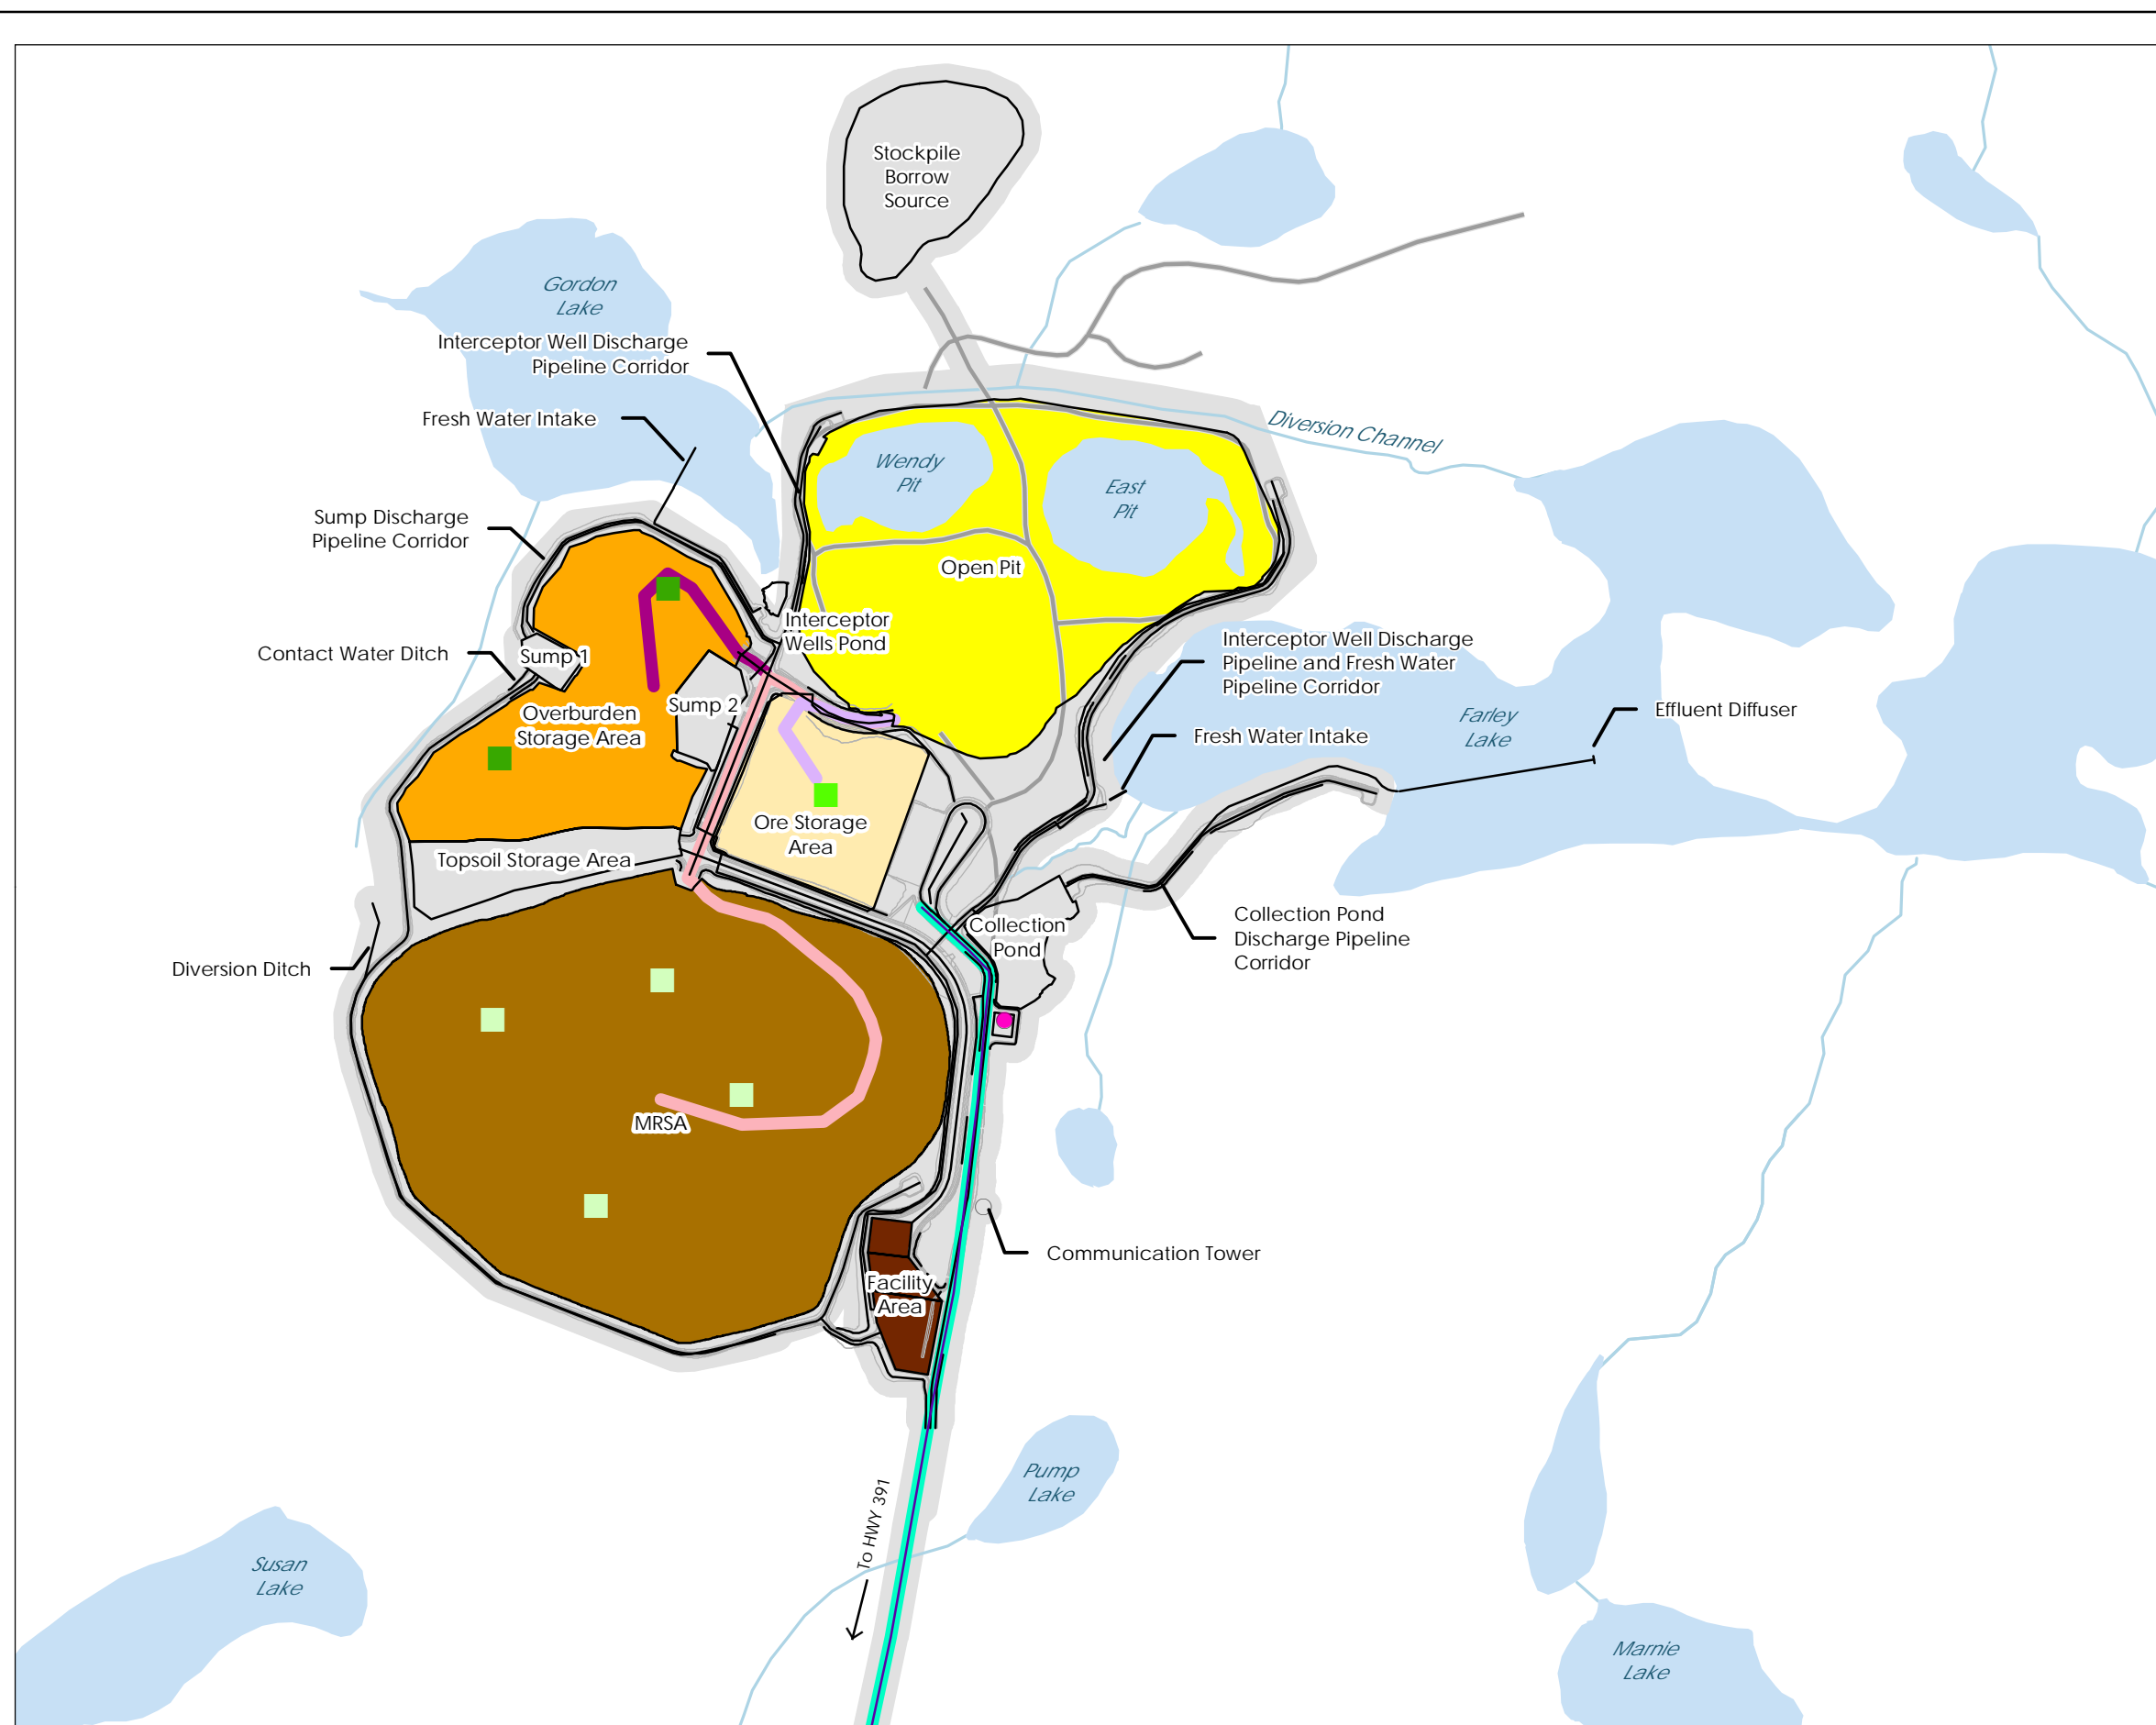 Stockpile
Borrow
Source
Gordon
Lake
Interceptor Well Discharge
Pipeline Corridor
Fresh Water Intake
Diversion Channel
Wendy
Pit
East
Pit
Sump Discharge
Pipeline Corridor
Open Pit
Interceptor
Wells Pond
Interceptor Well Discharge
Pipeline and Fresh Water
Pipeline Corridor
Contact Water Ditch
Sump 1
Sump 2
Overburden
Storage Area
Farley
Lake
Effluent Diffuser
Fresh Water Intake
Ore Storage
Area
Topsoil Storage Area
Collection
Pond
Collection Pond
Discharge Pipeline
Corridor
Diversion Ditch
MRSA
Communication Tower
Facility
Area
Pump
Lake
To HWY 391
Susan
Lake
Marnie
Lake